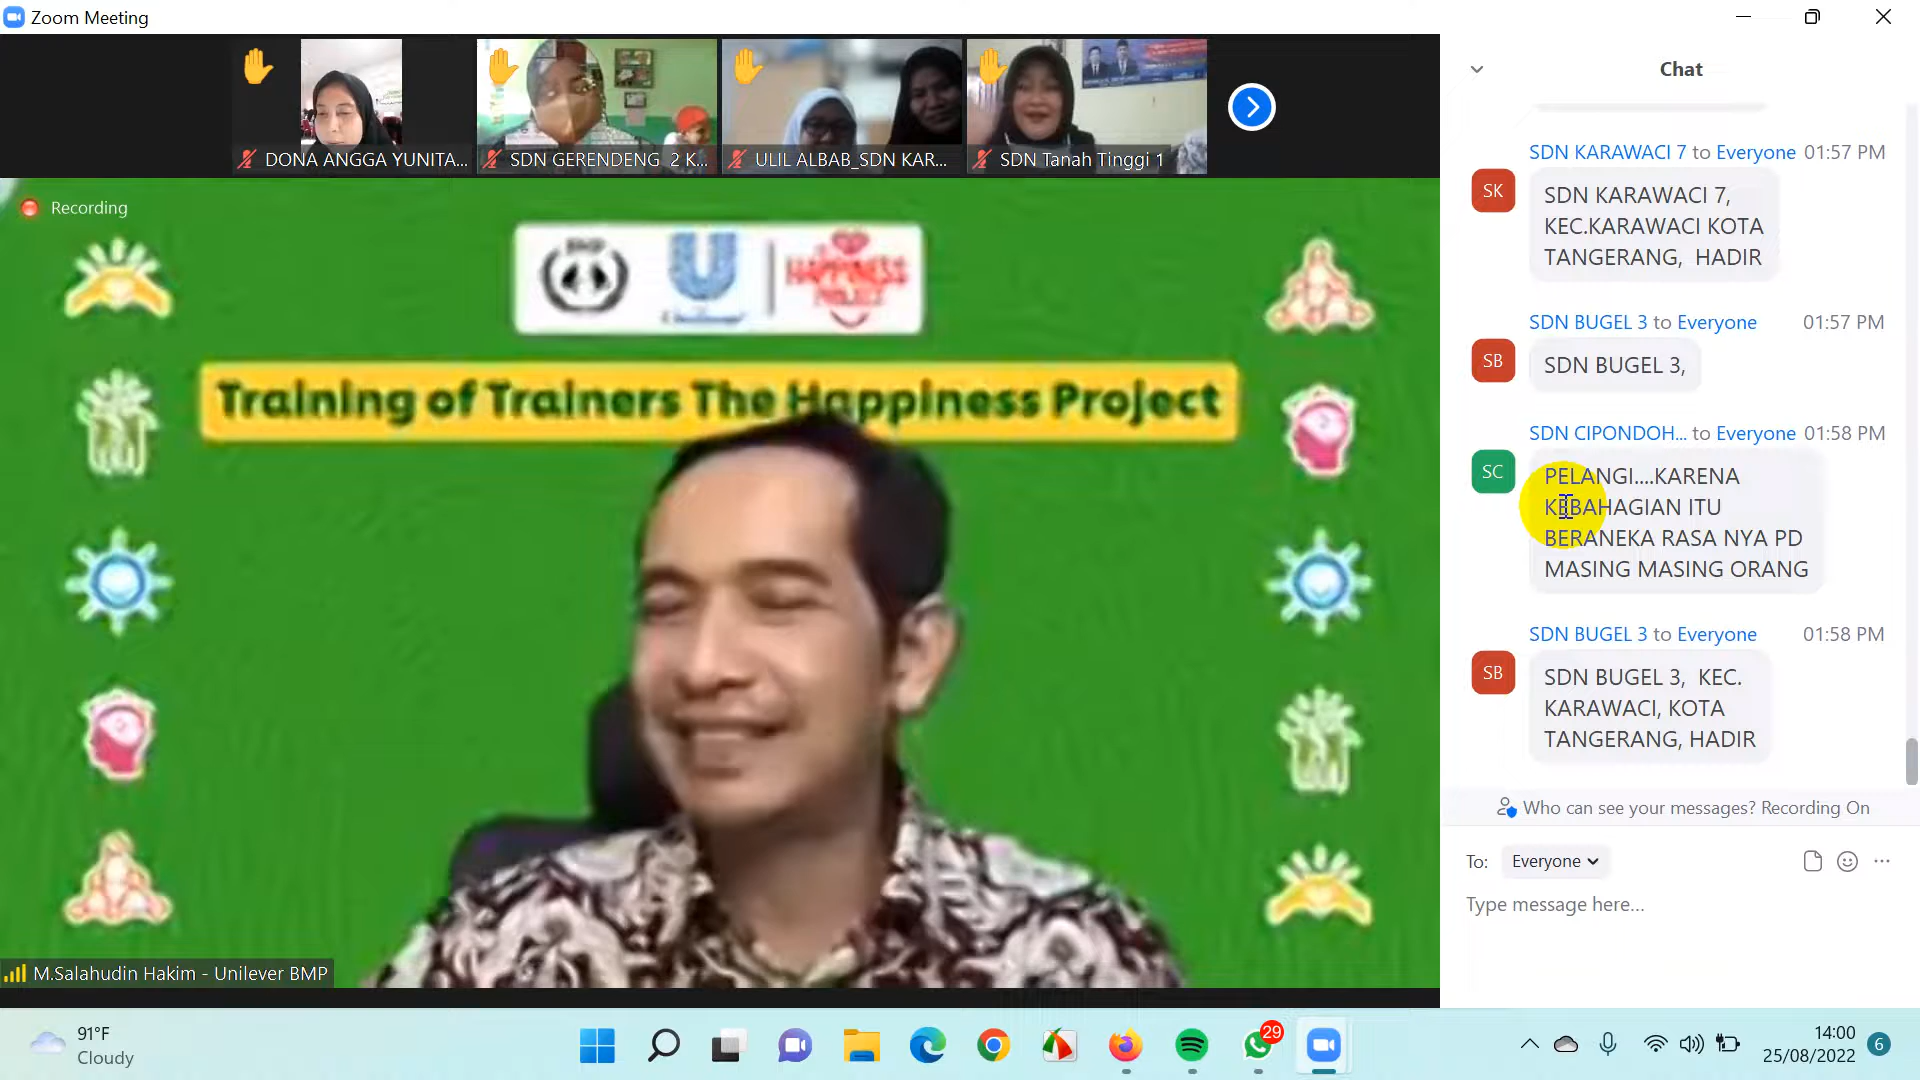 Zoom Meeting
DONA ANGGA YUNITA...
SDN GERENDENG 2 K...
ULIL ALBAB_SDN KAR...
SDN Tanah Tinggi 1
Recording
HAPPINESS
PROJECT
Training of Trainers The Happiness Project
M.Salahudin Hakim - Unilever BMP
Chat
SDN KARAWACI 7 to Everyone 01:57 PM
SK
SDN KARAWACI 7,
KEC.KARAWACI KOTA
TANGERANG, HADIR
SDN BUGEL 3 to Everyone 01:57 PM
SB
SDN BUGEL 3,
SDN CIPONDOH... to Everyone 01:58 PM
SC
PELANGI....KARENA
KEBAHAGIAN ITU
BERANEKA RASA NYA PD
MASING MASING ORANG
SDN BUGEL 3 to Everyone 01:58 PM
SB
SDN BUGEL 3, KEC.
KARAWACI, KOTA
TANGERANG, HADIR
Who can see your messages? Recording On
To: Everyone
Type message here...
91°F
Cloudy
29
14:00
25/08/2022
6